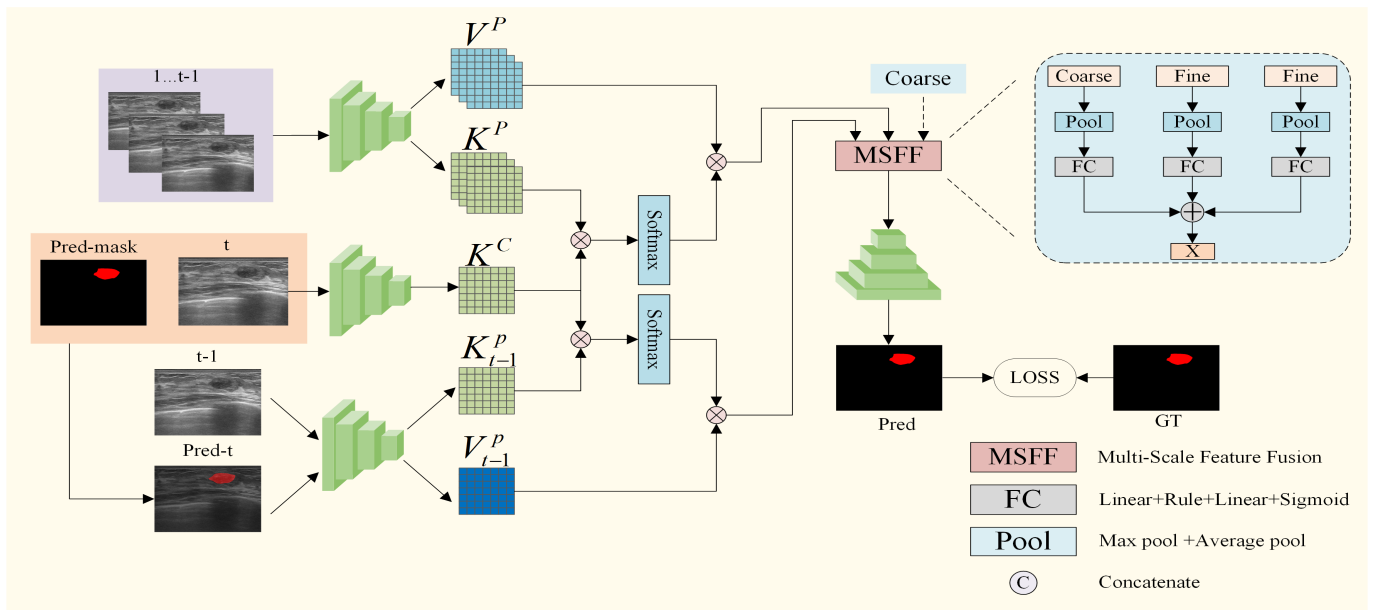 1...t-1
V^P
K^P
Pred-mask
t
K^C
t-1
K^p_{t-1}
Pred-t
V^p_{t-1}
Softmax
Softmax
Coarse
MSFF
Coarse Fine Fine
Pool Pool Pool
FC FC FC
X
LOSS
Pred
GT
MSFF Multi-Scale Feature Fusion
FC Linear+Rule+Linear+Sigmoid
Pool Max pool +Average pool
C Concatenate